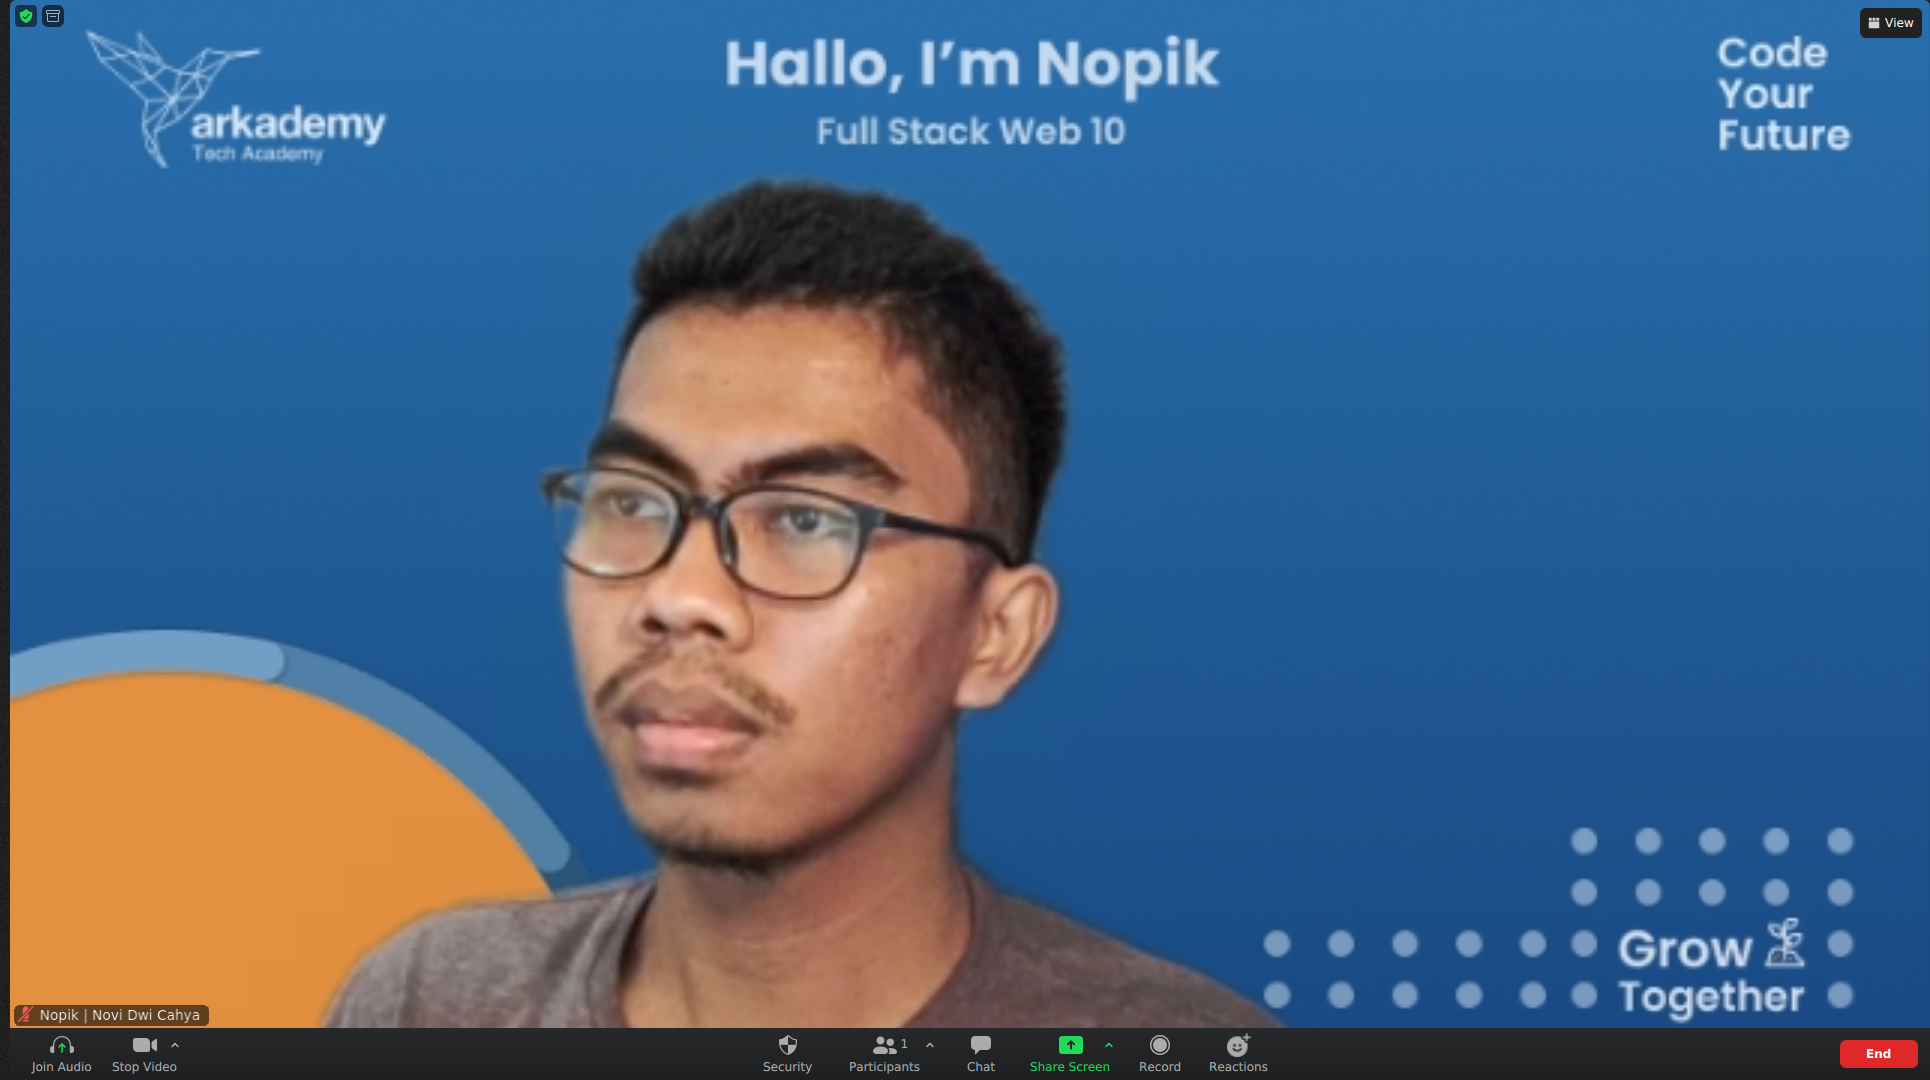 View
arkademy
Tech Academy
Hallo, I’m Nopik
Full Stack Web 10
Code
Your
Future
Grow
Together
Nopik | Novi Dwi Cahya
Join Audio
Stop Video
Security
Participants
1
Chat
Share Screen
Record
Reactions
End